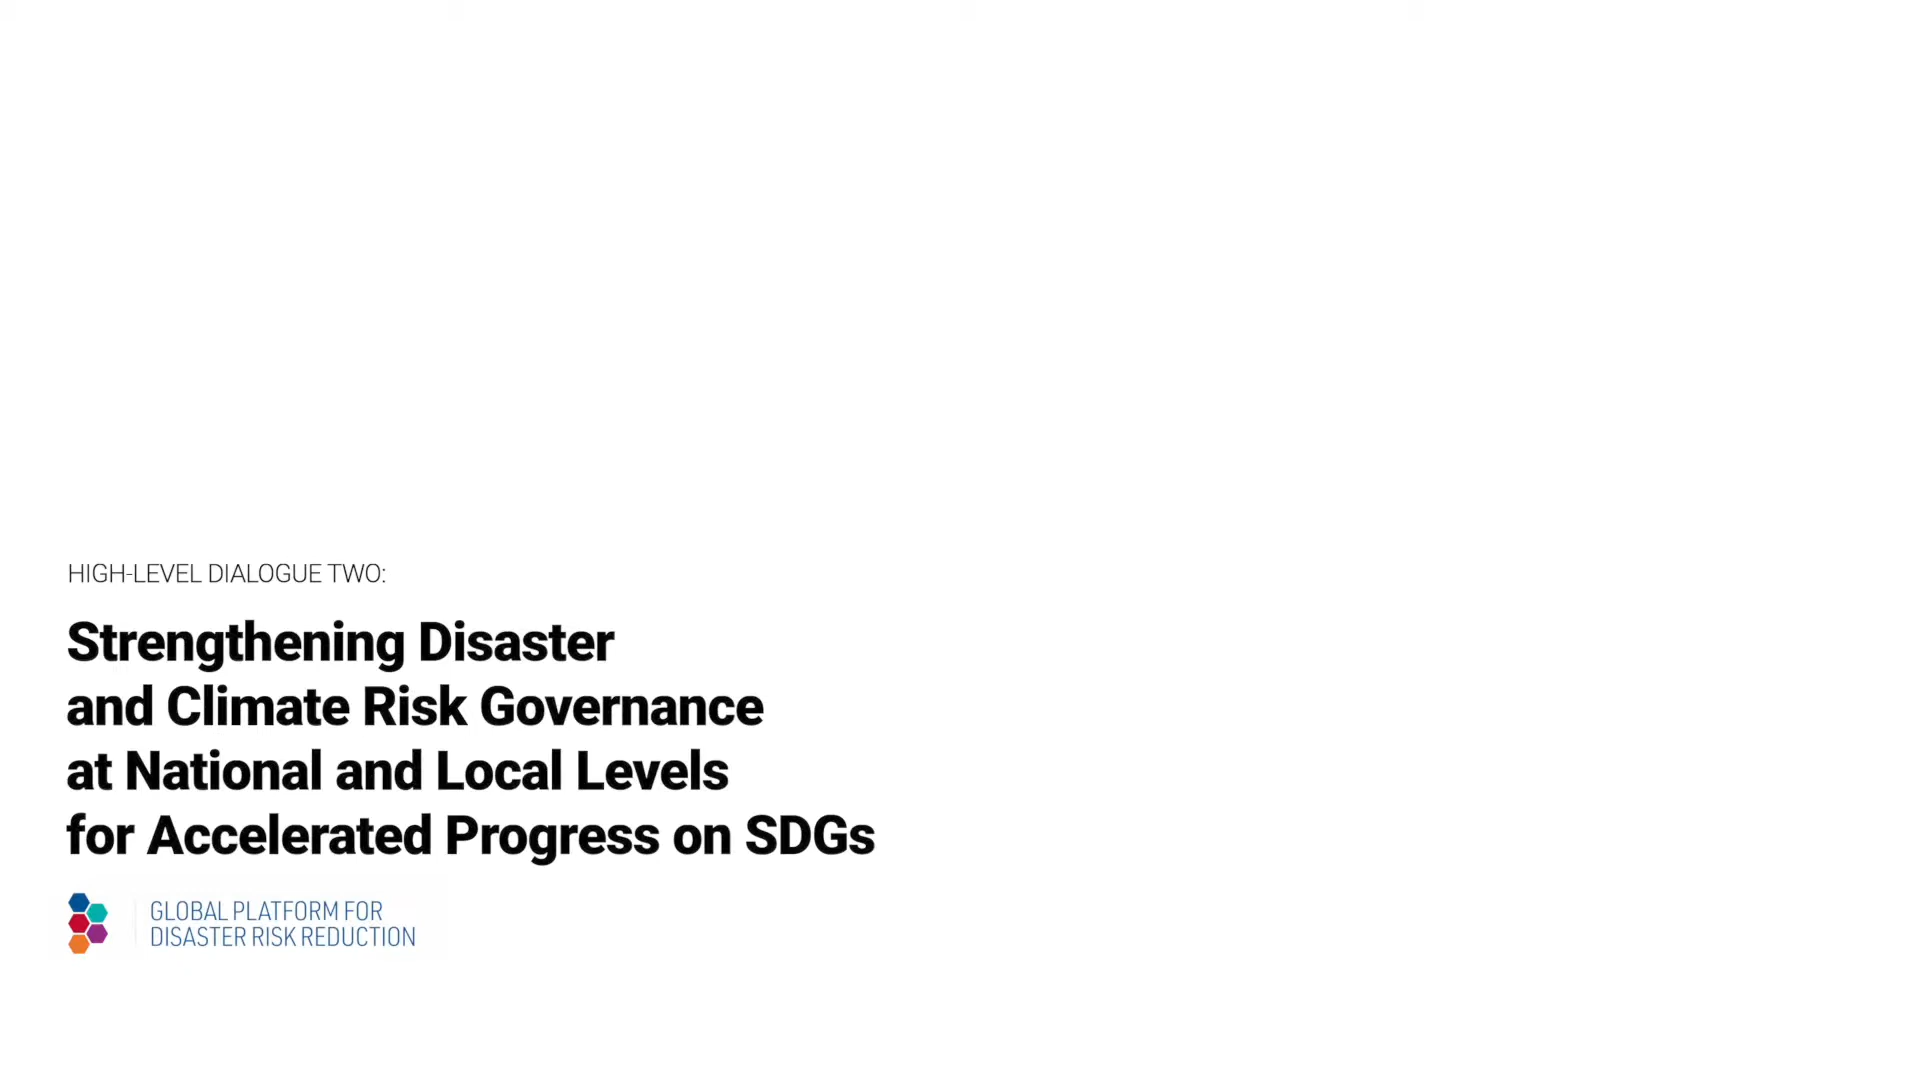 HIGH-LEVEL DIALOGUE TWO:
Strengthening Disaster
and Climate Risk Governance
at National and Local Levels
for Accelerated Progress on SDGs
GLOBAL PLATFORM FOR
DISASTER RISK REDUCTION